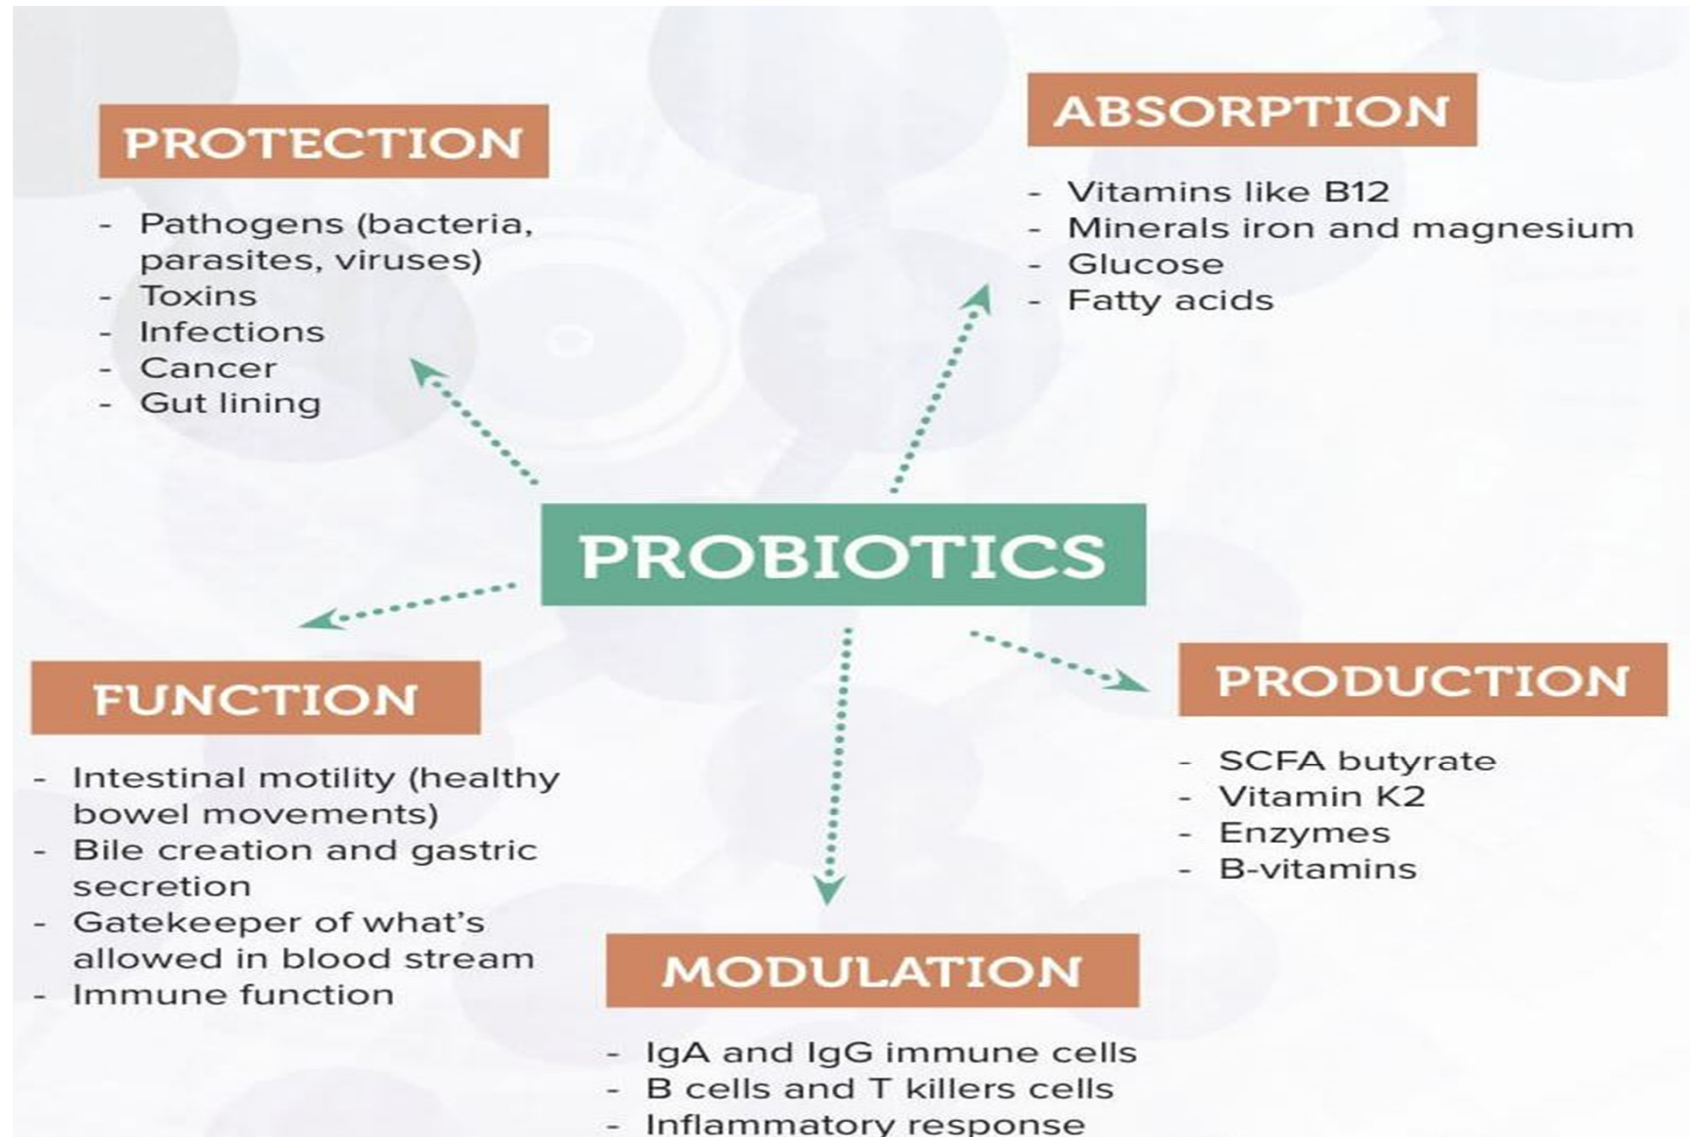 PROTECTION
- Pathogens (bacteria,
parasites, viruses)
- Toxins
- Infections
- Cancer
- Gut lining
ABSORPTION
- Vitamins like B12
- Minerals iron and magnesium
- Glucose
- Fatty acids
PROBIOTICS
FUNCTION
- Intestinal motility (healthy
bowel movements)
- Bile creation and gastric
secretion
- Gatekeeper of what's
allowed in blood stream
- Immune function
PRODUCTION
- SCFA butyrate
- Vitamin K2
- Enzymes
- B-vitamins
MODULATION
- IgA and IgG immune cells
- B cells and T killers cells
- Inflammatory response